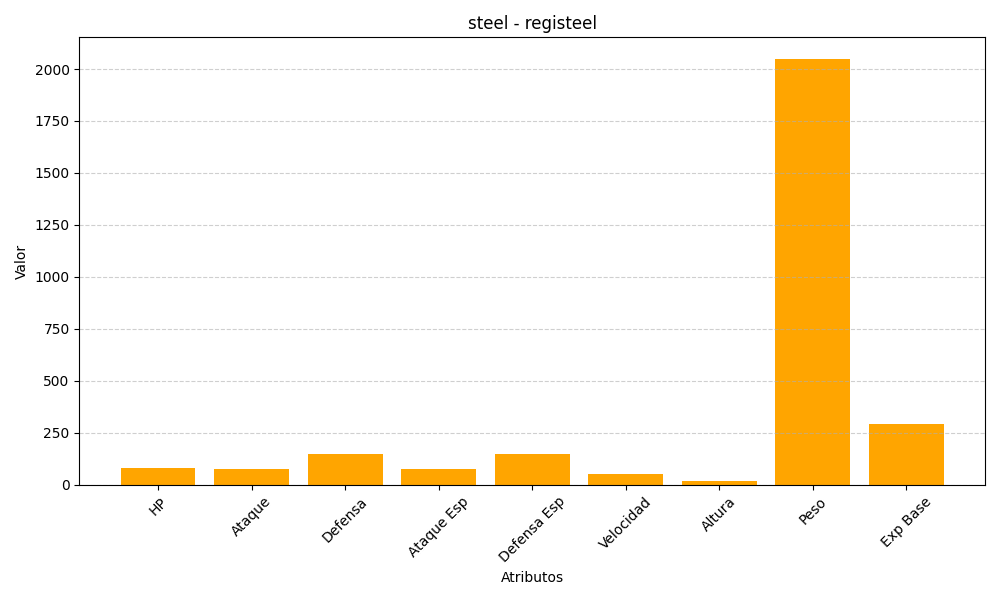 steel - registeel
Valor
2000
1750
1500
1250
1000
750
500
250
0
HP
Ataque
Defensa
Ataque Esp
Defensa Esp
Velocidad
Altura
Peso
Exp Base
Atributos